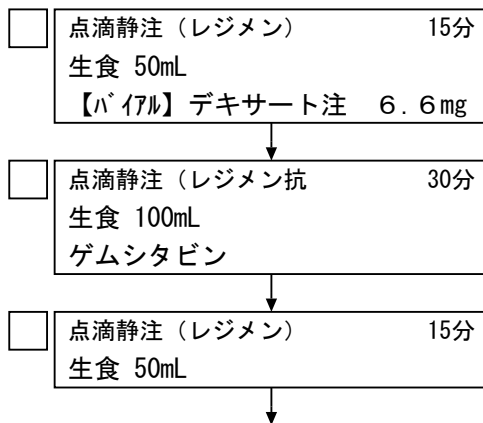 点滴静注（レジメン） 15分
生食 50mL
【ﾊﾞｲｱﾙ】デキサート注 ６.６mg
点滴静注（レジメン抗 30分
生食 100mL
ゲムシタビン
点滴静注（レジメン） 15分
生食 50mL